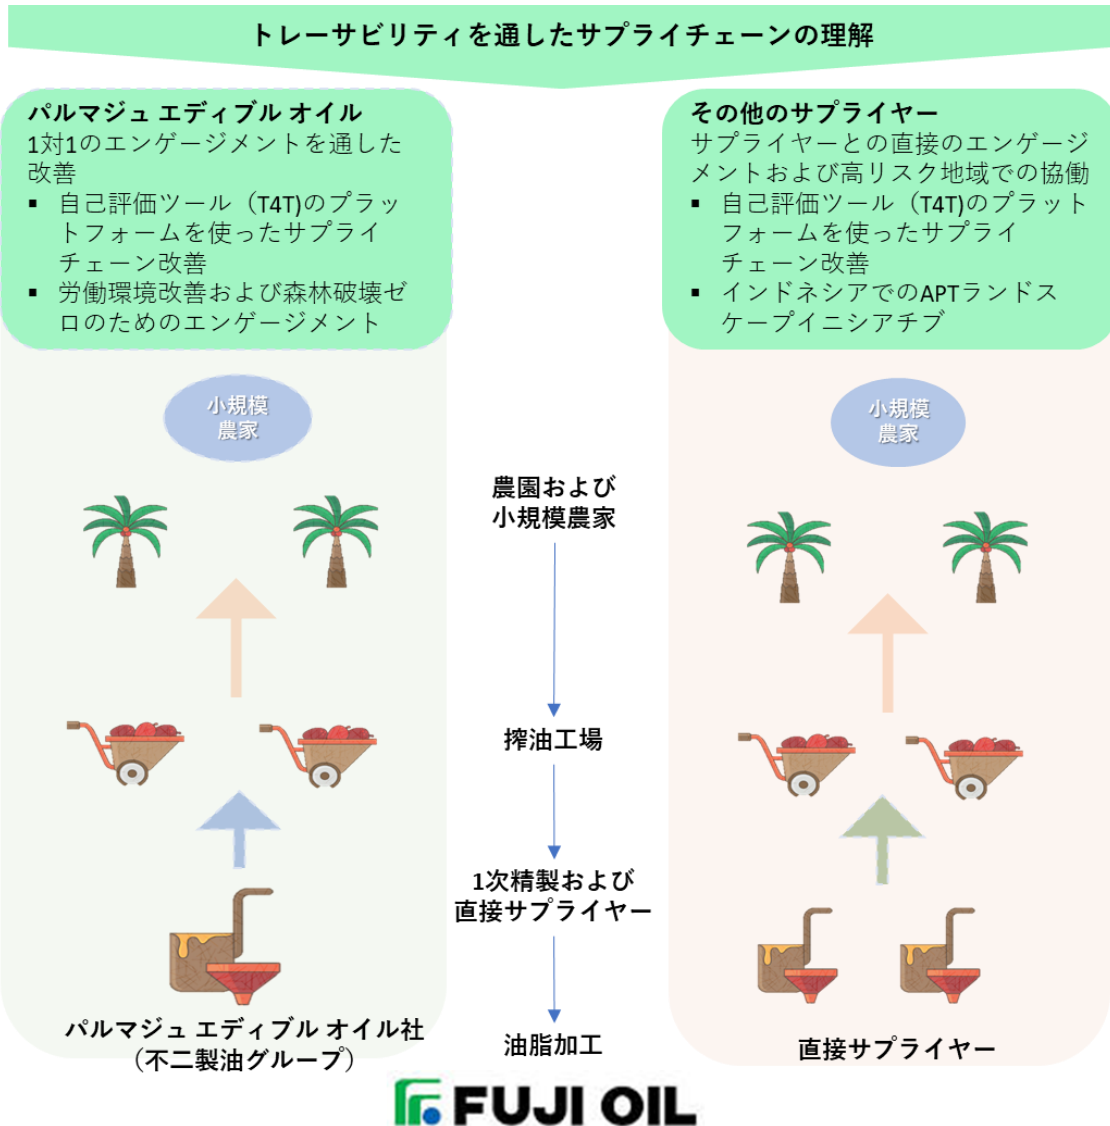 トレーサビリティを通したサプライチェーンの理解
パルマジュ エディブル オイル
1対1のエンゲージメントを通した
改善
▪ 自己評価ツール（T4T)のプラッ
トフォームを使ったサプライ
チェーン改善
▪ 労働環境改善および森林破壊ゼ
ロのためのエンゲージメント
その他のサプライヤー
サプライヤーとの直接のエンゲージ
メントおよび高リスク地域での協働
▪ 自己評価ツール（T4T)のプラット
フォームを使ったサプライ
チェーン改善
▪ インドネシアでのAPTランドス
ケープイニシアチブ
小規模
農家
小規模
農家
農園および
小規模農家
搾油工場
1次精製および
直接サプライヤー
油脂加工
パルマジュ エディブル オイル社
（不二製油グループ）
直接サプライヤー
FUJI OIL